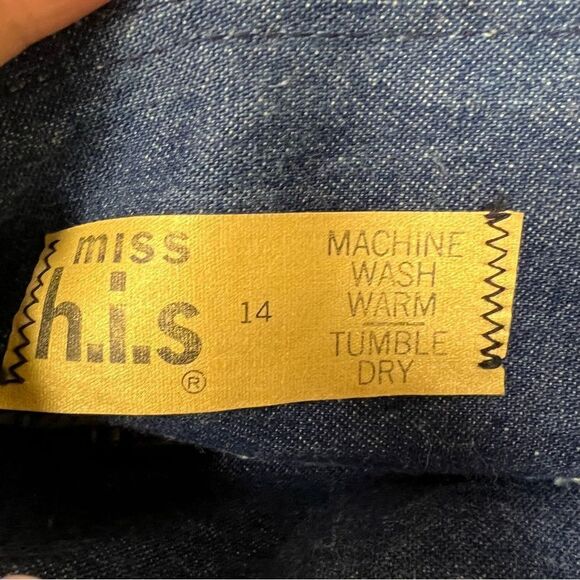 miss
h.i.s
®
14
MACHINE
WASH
WARM
TUMBLE
DRY